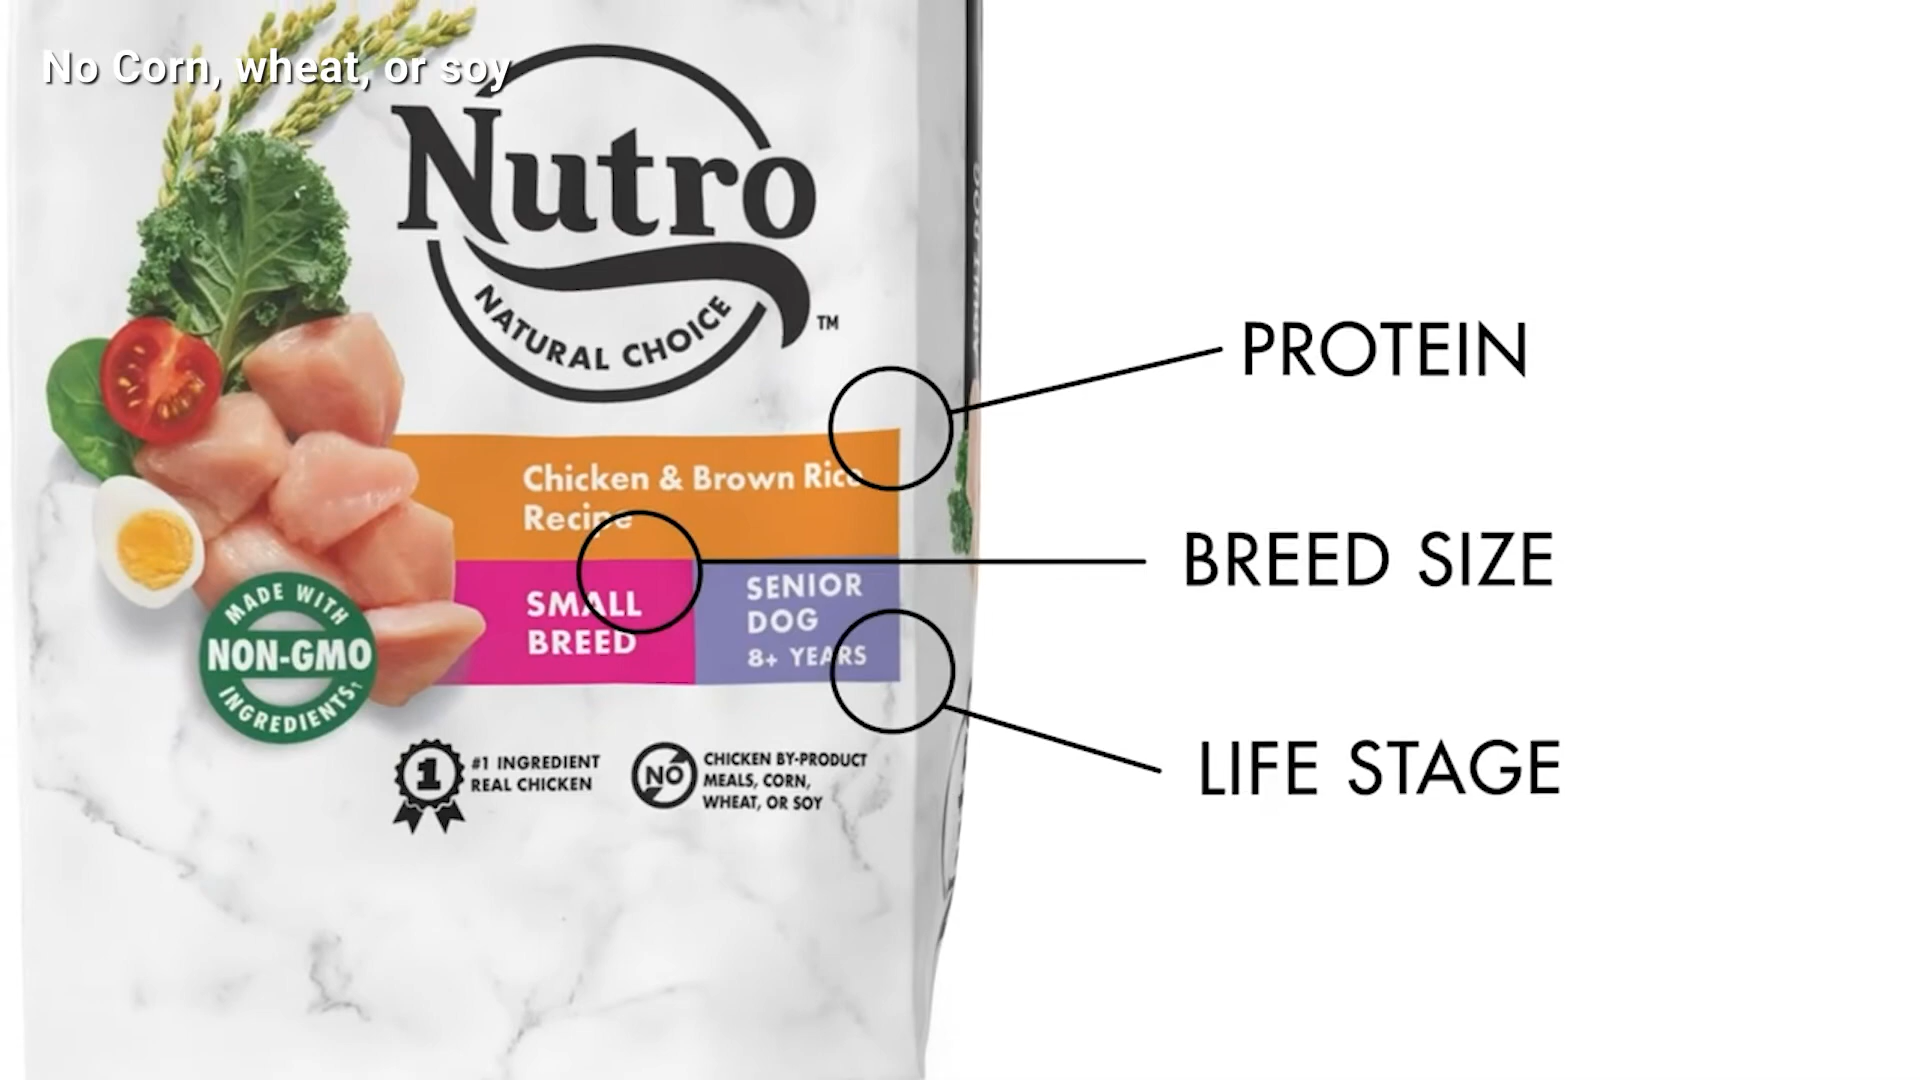 No Corn, wheat, or soy
Nutro
NATURAL CHOICE
TM
Chicken & Brown Rice
Recipe
SMALL
BREED
SENIOR
DOG
8+ YEARS
MADE WITH
NON-GMO
INGREDIENTS†
1
#1 INGREDIENT
REAL CHICKEN
NO
CHICKEN BY-PRODUCT
MEALS, CORN,
WHEAT, OR SOY
PROTEIN
BREED SIZE
LIFE STAGE